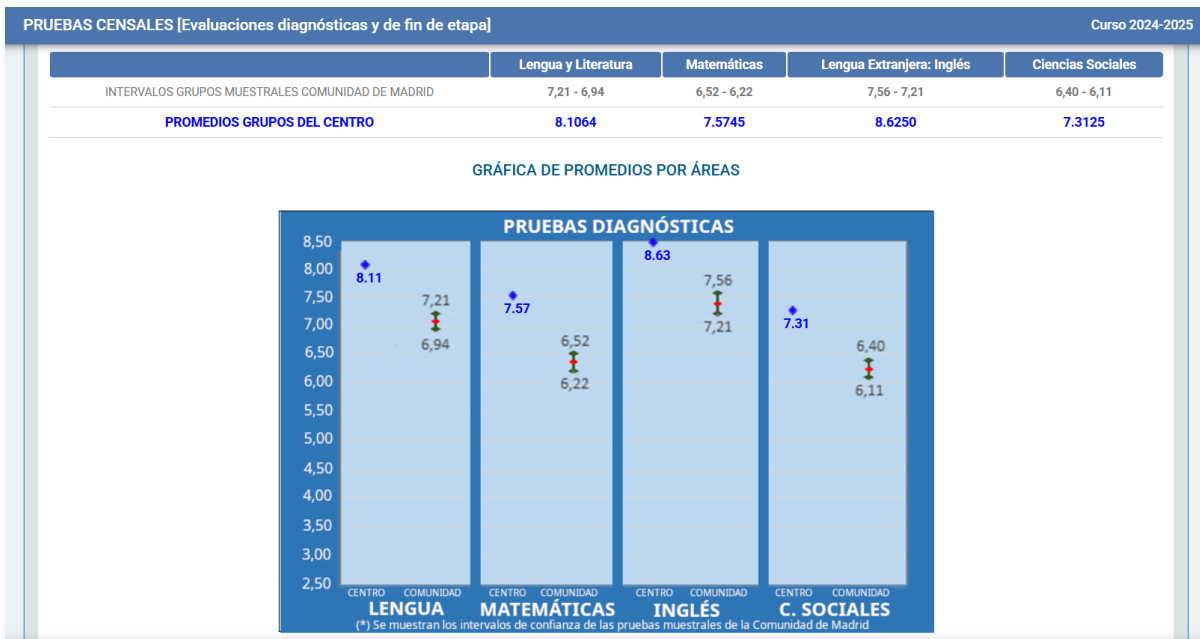 PRUEBAS CENSALES [Evaluaciones diagnósticas y de fin de etapa] Curso 2024-2025
Lengua y Literatura Matemáticas Lengua Extranjera: Inglés Ciencias Sociales
INTERVALOS GRUPOS MUESTRALES COMUNIDAD DE MADRID 7,21 - 6,94 6,52 - 6,22 7,56 - 7,21 6,40 - 6,11
PROMEDIOS GRUPOS DEL CENTRO 8.1064 7.5745 8.6250 7.3125
GRÁFICA DE PROMEDIOS POR ÁREAS
PRUEBAS DIAGNÓSTICAS
8,50
8.63
8,00
8.11
7,56
7,50
7,21
7.57
7,00
7,21
7.31
6,94
6,52
6,40
6,50
6,00
6,22
6,11
5,50
5,00
4,50
4,00
3,50
3,00
2,50
CENTRO COMUNIDAD CENTRO COMUNIDAD CENTRO COMUNIDAD CENTRO COMUNIDAD
LENGUA MATEMÁTICAS INGLÉS C. SOCIALES
(*) Se muestran los intervalos de confianza de las pruebas muestrales de la Comunidad de Madrid